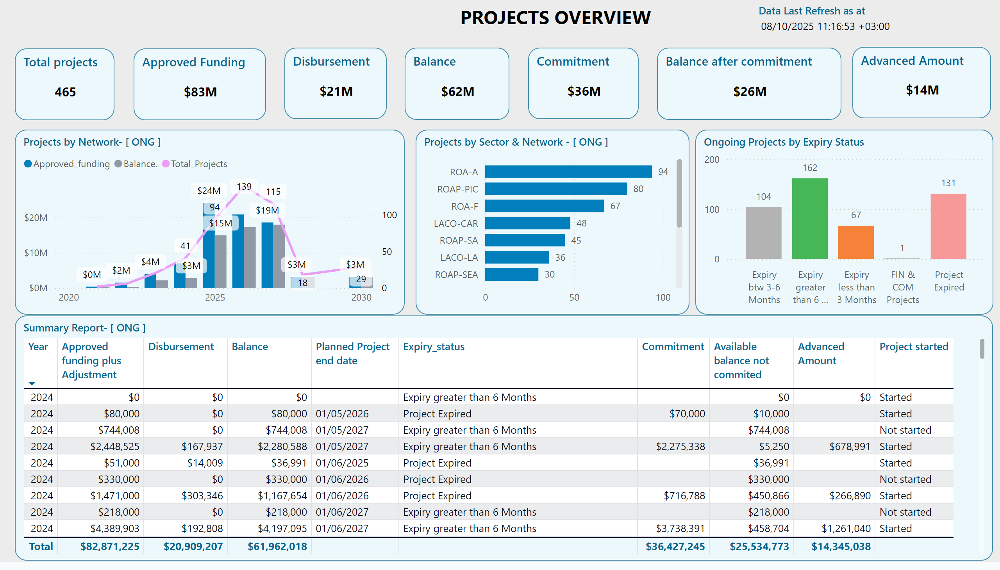 PROJECTS OVERVIEW
Data Last Refresh as at
08/10/2025 11:16:53 +03:00
Total projects
465
Approved Funding
$83M
Disbursement
$21M
Balance
$62M
Commitment
$36M
Balance after commitment
$26M
Advanced Amount
$14M
Projects by Network- [ ONG ]
Approved_funding Balance. Total_Projects
139
$24M
115
94
$19M
$20M
100
$15M
41
$10M
50
$4M
$3M
$3M
$3M
$2M
$0M
29
18
$0M
0
2020 2025 2030
Projects by Sector & Network - [ ONG ]
ROA-A 94
ROAP-PIC 80
ROA-F 67
LACO-CAR 48
ROAP-SA 45
LACO-LA 36
ROAP-SEA 30
0 50 100
Ongoing Projects by Expiry Status
200
162
131
104
100
67
1
0
Expiry btw 3-6 Months
Expiry greater than 6 ...
Expiry less than 3 Months
FIN & COM Projects
Project Expired
Summary Report- [ ONG ]
Year | Approved funding plus Adjustment | Disbursement | Balance | Planned Project end date | Expiry_status | Commitment | Available balance not commited | Advanced Amount | Project started
2024 $0 $0 $0 Expiry greater than 6 Months $0 $0 Started
2024 $80,000 $0 $80,000 01/05/2026 Project Expired $70,000 $10,000 Started
2024 $744,008 $0 $744,008 01/05/2027 Expiry greater than 6 Months $744,008 Not started
2024 $2,448,525 $167,937 $2,280,588 01/05/2027 Expiry greater than 6 Months $2,275,338 $5,250 $678,991 Started
2024 $51,000 $14,009 $36,991 01/06/2025 Project Expired $36,991 Started
2024 $330,000 $0 $330,000 01/06/2026 Project Expired $330,000 Not started
2024 $1,471,000 $303,346 $1,167,654 01/06/2026 Project Expired $716,788 $450,866 $266,890 Started
2024 $218,000 $0 $218,000 01/06/2027 Expiry greater than 6 Months $218,000 Not started
2024 $4,389,903 $192,808 $4,197,095 01/06/2027 Expiry greater than 6 Months $3,738,391 $458,704 $1,261,040 Started
Total $82,871,225 $20,909,207 $61,962,018 $36,427,245 $25,534,773 $14,345,038